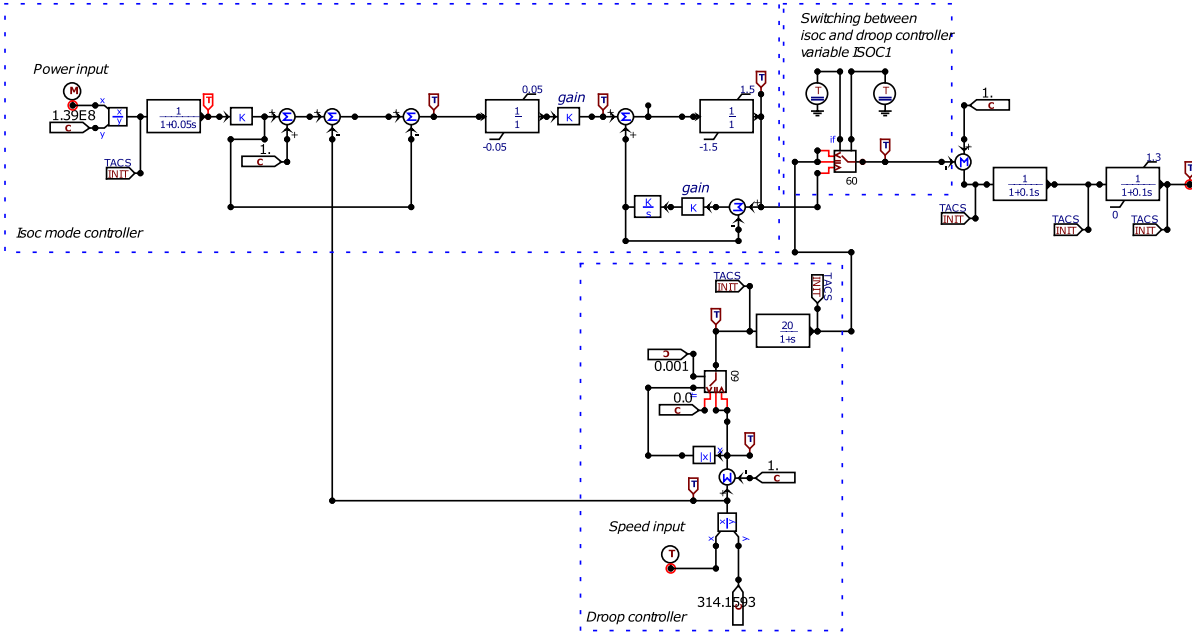 Switching between
isoc and droop controller
variable ISOC1
Power input
M
1.39E8
C
x
y
x
y
1
1+0.05s
T
K
Σ
+
1.
C
Σ
-
Σ
-
T
0.05
1
1
-0.05
gain
K
T
Σ
+
1.5
1
1
-1.5
T
TACS
INIT
K
s
gain
K
Σ
+
-
Isoc mode controller
T
T
if
60
T
1.
C
+
-
M
1
1+0.1s
1.3
1
1+0.1s
0
T
TACS
INIT
TACS
INIT
TACS
INIT
TACS
INIT
TACS
INIT
T
20
1+s
C
0.001
60
0.0
C
|x|
x
T
Σ
+
-
1.
C
T
x
y
Speed input
x
y
T
314.1593
C
Droop controller